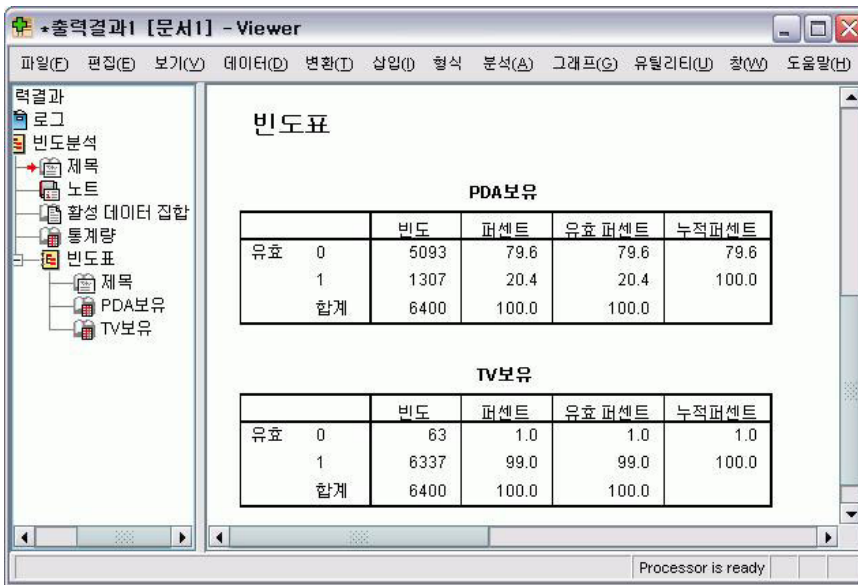 *출력결과1 [문서1] - Viewer
파일(F) 편집(E) 보기(V) 데이터(D) 변환(T) 삽입(I) 형식 분석(A) 그래프(G) 유틸리티(U) 창(W) 도움말(H)
력결과
로그
빈도분석
제목
노트
활성 데이터 집합
통계량
빈도표
제목
PDA보유
TV보유
빈도표
PDA보유
빈도 퍼센트 유효 퍼센트 누적퍼센트
유효 0 5093 79.6 79.6 79.6
1 1307 20.4 20.4 100.0
합계 6400 100.0 100.0
TV보유
빈도 퍼센트 유효 퍼센트 누적퍼센트
유효 0 63 1.0 1.0 1.0
1 6337 99.0 99.0 100.0
합계 6400 100.0 100.0
Processor is ready